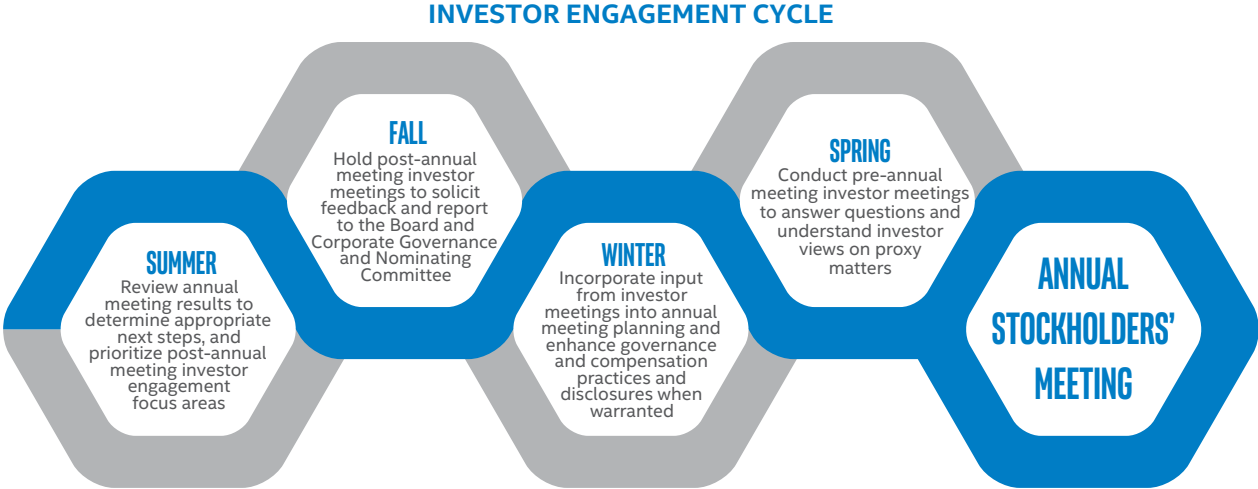 INVESTOR ENGAGEMENT CYCLE
SUMMER
Review annual
meeting results to
determine appropriate
next steps, and
prioritize post-annual
meeting investor
engagement
focus areas
FALL
Hold post-annual
meeting investor
meetings to solicit
feedback and report
to the Board and
Corporate Governance
and Nominating
Committee
WINTER
Incorporate input
from investor
meetings into annual
meeting planning and
enhance governance
and compensation
practices and
disclosures when
warranted
SPRING
Conduct pre-annual
meeting investor meetings
to answer questions and
understand investor
views on proxy
matters
ANNUAL
STOCKHOLDERS'
MEETING